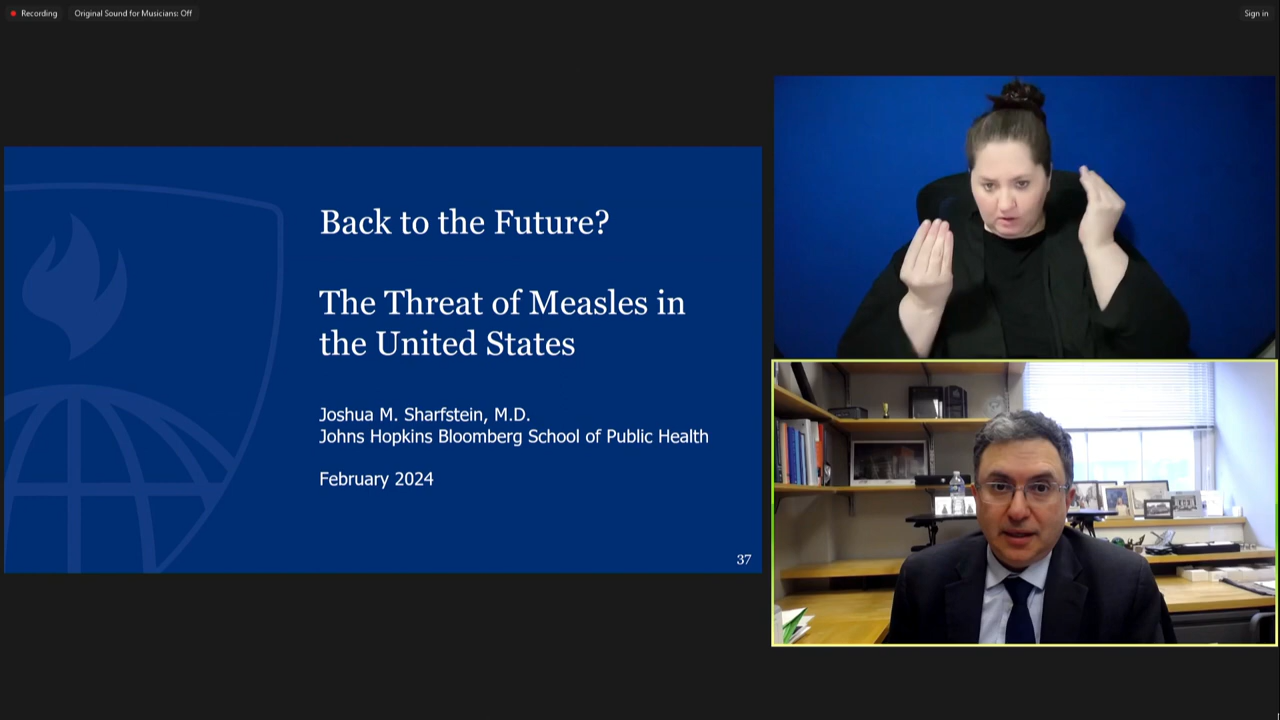 Recording
Original Sound for Musicians: Off
Sign in
Back to the Future?
The Threat of Measles in
the United States
Joshua M. Sharfstein, M.D.
Johns Hopkins Bloomberg School of Public Health
February 2024
37